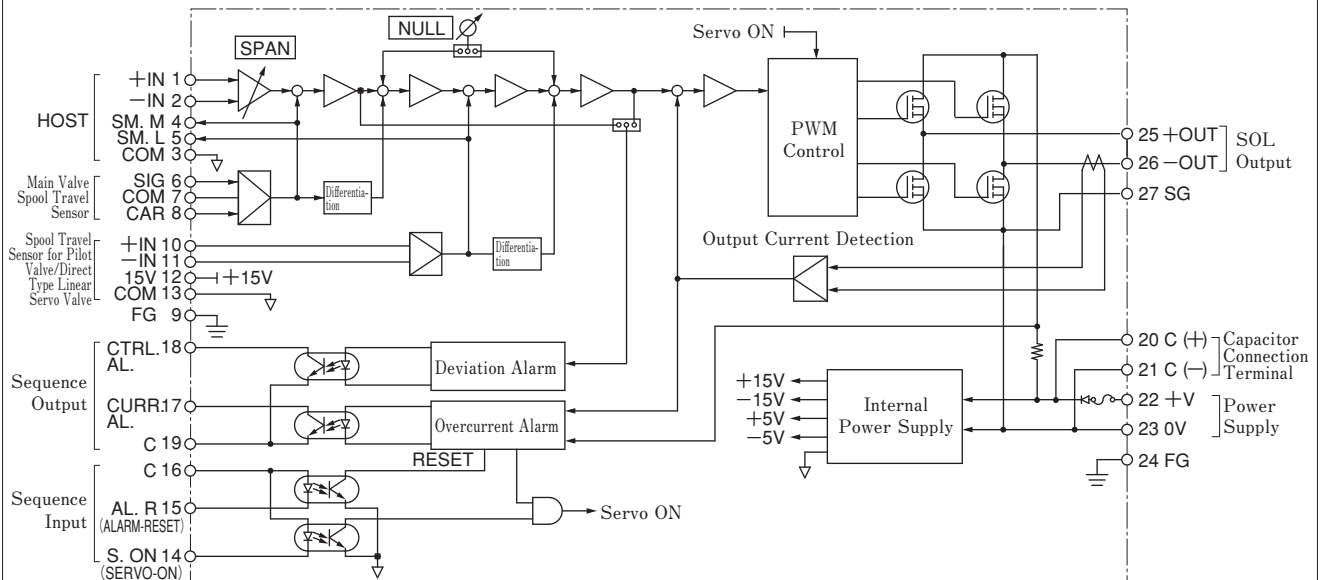 NULL
SPAN
Servo ON
HOST
+IN 1
−IN 2
SM. M 4
SM. L 5
COM 3
Main Valve
Spool Travel
Sensor
SIG 6
COM 7
CAR 8
Differentia-
tion
Spool Travel
Sensor for Pilot
Valve/Direct
Type Linear
Servo Valve
+IN 10
−IN 11
15V 12
+15V
COM 13
FG 9
Differentia-
tion
PWM
Control
25 +OUT
26 −OUT
SOL
Output
27 SG
Output Current Detection
Sequence
Output
CTRL. 18
AL.
CURR. 17
AL.
C 19
Deviation Alarm
Overcurrent Alarm
RESET
Sequence
Input
C 16
AL. R 15
(ALARM-RESET)
S. ON 14
(SERVO-ON)
Servo ON
+15V
−15V
+5V
−5V
Internal
Power Supply
20 C (+)
21 C (−)
Capacitor
Connection
Terminal
22 +V
23 0V
Power
Supply
24 FG